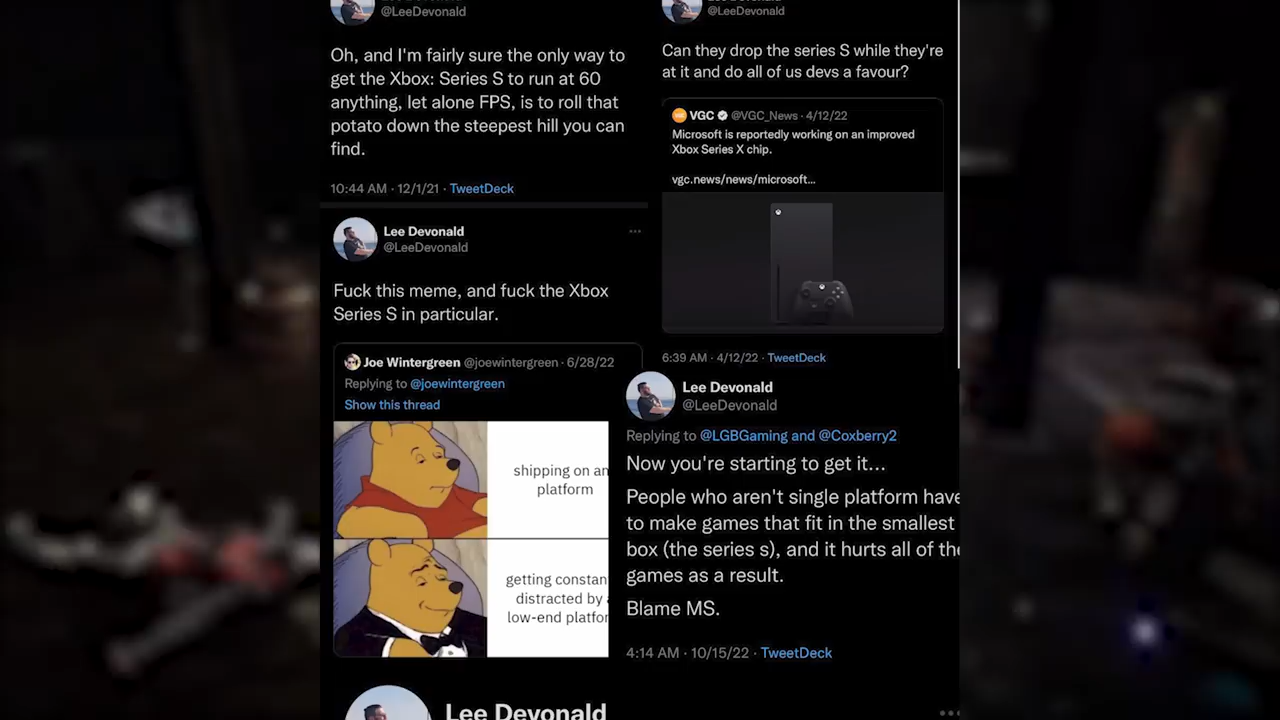 @LeeDevonald
Oh, and I'm fairly sure the only way to
get the Xbox: Series S to run at 60
anything, let alone FPS, is to roll that
potato down the steepest hill you can
find.
10:44 AM · 12/1/21 · TweetDeck
Lee Devonald
@LeeDevonald
Fuck this meme, and fuck the Xbox
Series S in particular.
Joe Wintergreen @joewintergreen · 6/28/22
Replying to @joewintergreen
Show this thread
shipping on an
platform
getting constan
distracted by
low-end platfor
@LeeDevonald
Can they drop the series S while they're
at it and do all of us devs a favour?
VGC @VGC_News · 4/12/22
Microsoft is reportedly working on an improved
Xbox Series X chip.
vgc.news/news/microsoft...
6:39 AM · 4/12/22 · TweetDeck
Lee Devonald
@LeeDevonald
Replying to @LGBGaming and @Coxberry2
Now you're starting to get it...
People who aren't single platform have
to make games that fit in the smallest
box (the series s), and it hurts all of the
games as a result.
Blame MS.
4:14 AM · 10/15/22 · TweetDeck
Lee Devonald